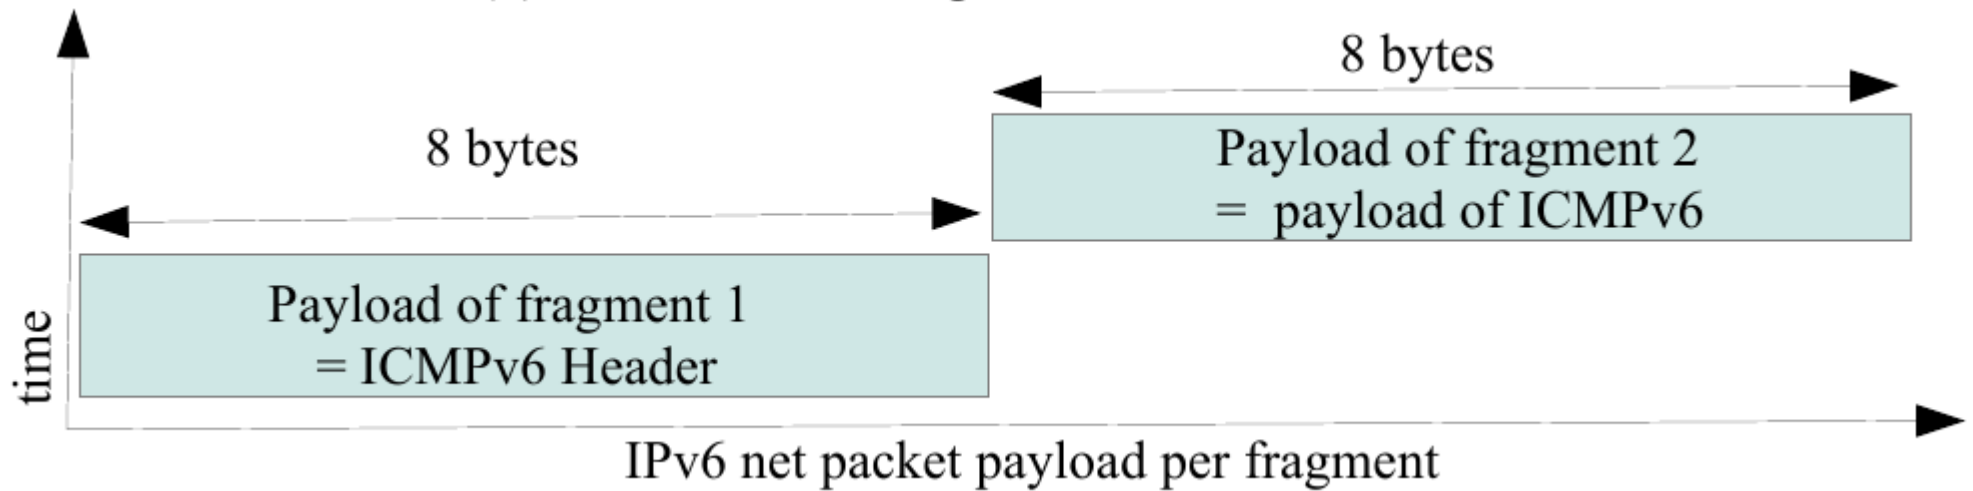 8 bytes
8 bytes
Payload of fragment 2
= payload of ICMPv6
Payload of fragment 1
= ICMPv6 Header
time
IPv6 net packet payload per fragment